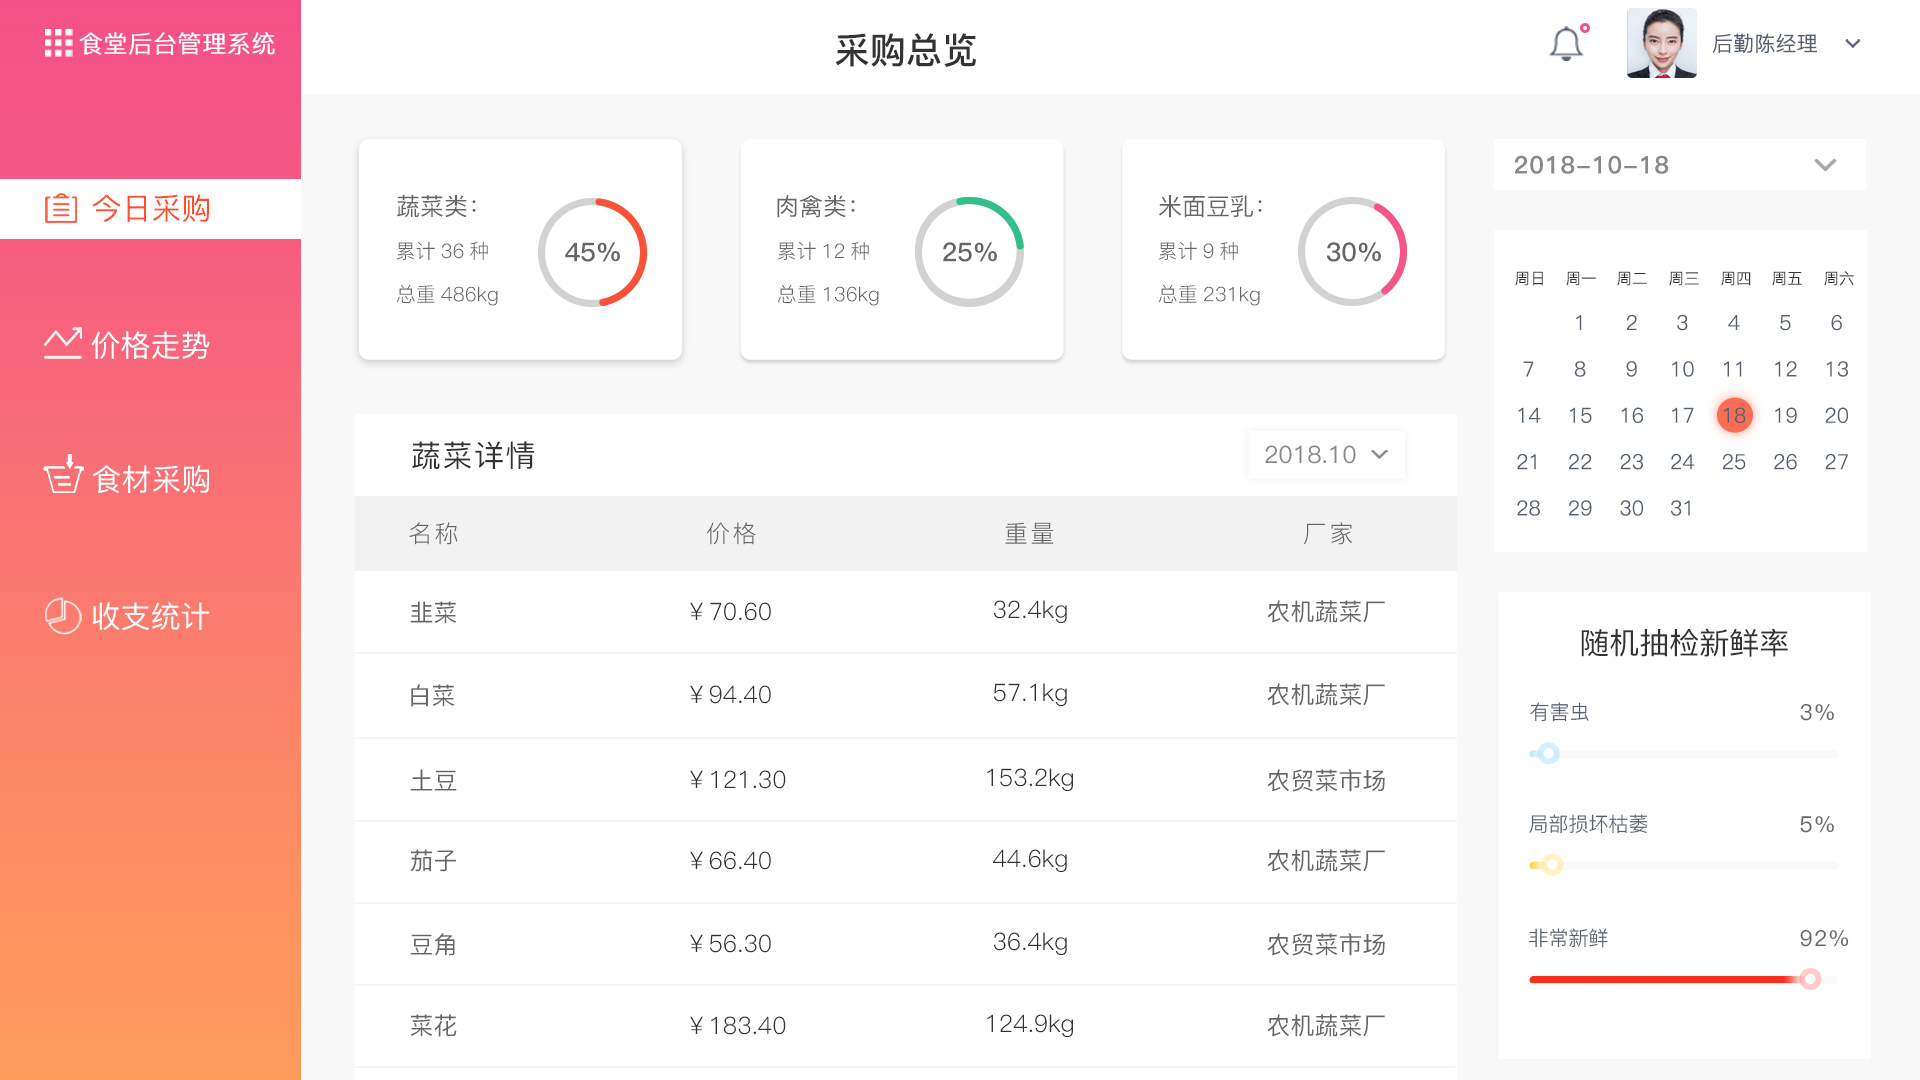 食堂后台管理系统
今日采购
价格走势
食材采购
收支统计
采购总览
后勤陈经理
蔬菜类：
累计 36 种
总重 486kg
45%
肉禽类：
累计 12 种
总重 136kg
25%
米面豆乳：
累计 9 种
总重 231kg
30%
蔬菜详情
2018.10
名称 价格 重量 厂家
韭菜 ¥ 70.60 32.4kg 农机蔬菜厂
白菜 ¥ 94.40 57.1kg 农机蔬菜厂
土豆 ¥ 121.30 153.2kg 农贸菜市场
茄子 ¥ 66.40 44.6kg 农机蔬菜厂
豆角 ¥ 56.30 36.4kg 农贸菜市场
菜花 ¥ 183.40 124.9kg 农机蔬菜厂
2018-10-18
周日 周一 周二 周三 周四 周五 周六
1 2 3 4 5 6
7 8 9 10 11 12 13
14 15 16 17 18 19 20
21 22 23 24 25 26 27
28 29 30 31
随机抽检新鲜率
有害虫 3%
局部损坏枯萎 5%
非常新鲜 92%